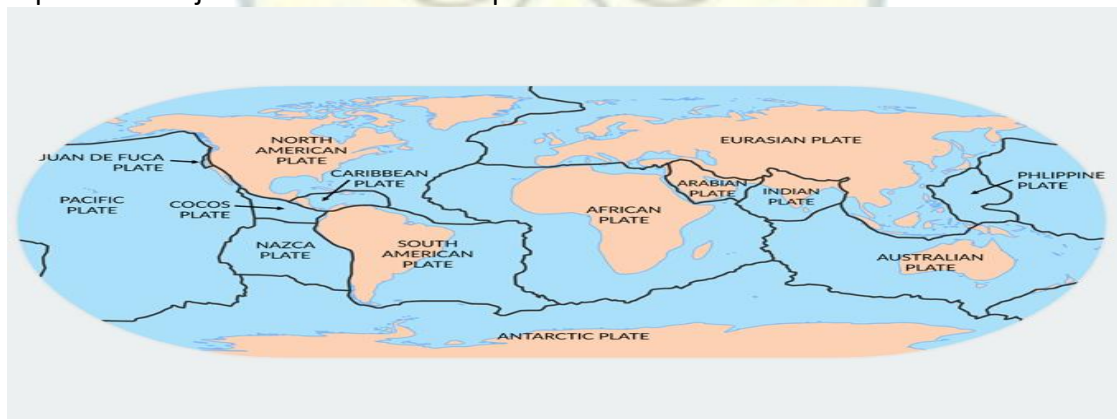 NORTH
AMERICAN
PLATE
EURASIAN PLATE
JUAN DE FUCA
PLATE
CARIBBEAN
PLATE
ARABIAN
PLATE
INDIAN
PLATE
PHLIPPINE
PLATE
PACIFIC
PLATE
COCOS
PLATE
AFRICAN
PLATE
NAZCA
PLATE
SOUTH
AMERICAN
PLATE
AUSTRALIAN
PLATE
ANTARCTIC PLATE